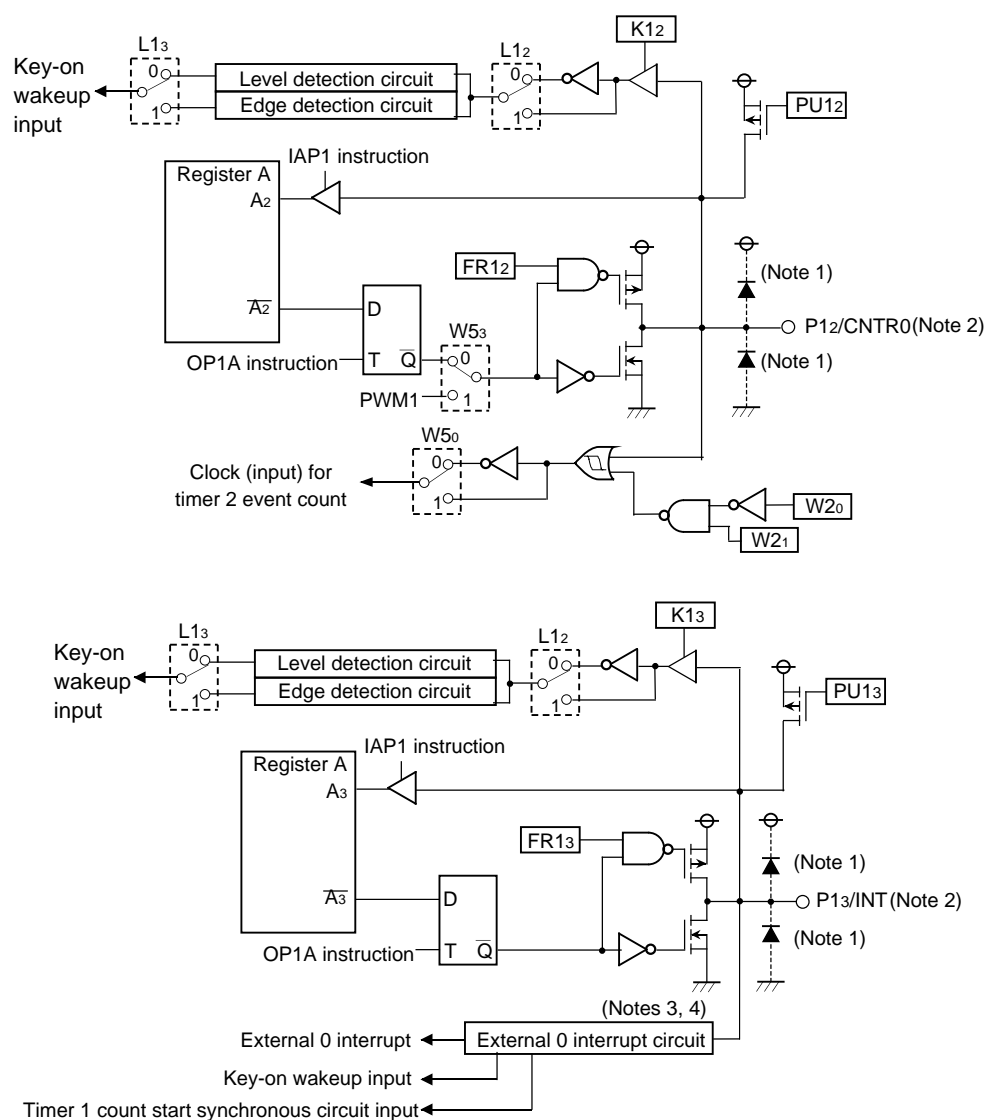 K12
L13
L12
Key-on
wakeup
input
0
1
Level detection circuit
Edge detection circuit
0
1
PU12
IAP1 instruction
Register A
A2
FR12
(Note 1)
A2
D
P12/CNTR0(Note 2)
W53
OP1A instruction
T
Q
0
(Note 1)
PWM1
1
W50
Clock (input) for
timer 2 event count
0
1
W20
W21
K13
L13
L12
Key-on
wakeup
input
0
1
Level detection circuit
Edge detection circuit
0
1
PU13
IAP1 instruction
Register A
A3
FR13
(Note 1)
A3
D
P13/INT(Note 2)
(Note 1)
OP1A instruction
T
Q
(Notes 3, 4)
External 0 interrupt
External 0 interrupt circuit
Key-on wakeup input
Timer 1 count start synchronous circuit input